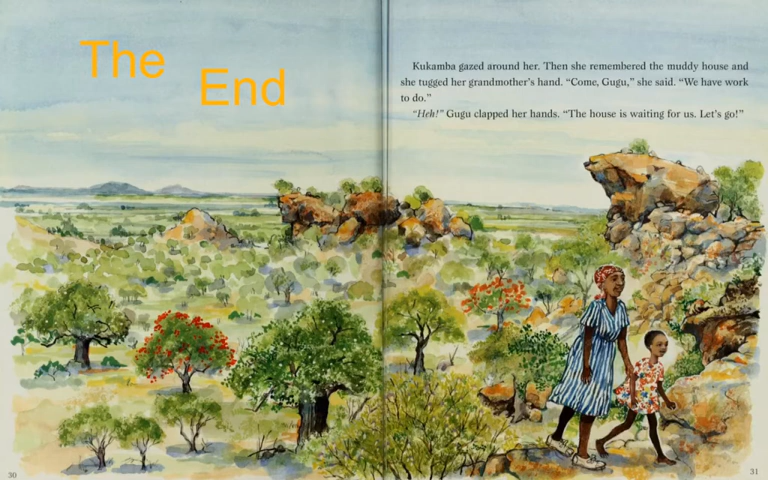 The
End
Kukamba gazed around her. Then she remembered the muddy house and
she tugged her grandmother's hand. “Come, Gugu,” she said. “We have work
to do.”
“Heh!” Gugu clapped her hands. “The house is waiting for us. Let's go!”
30
31